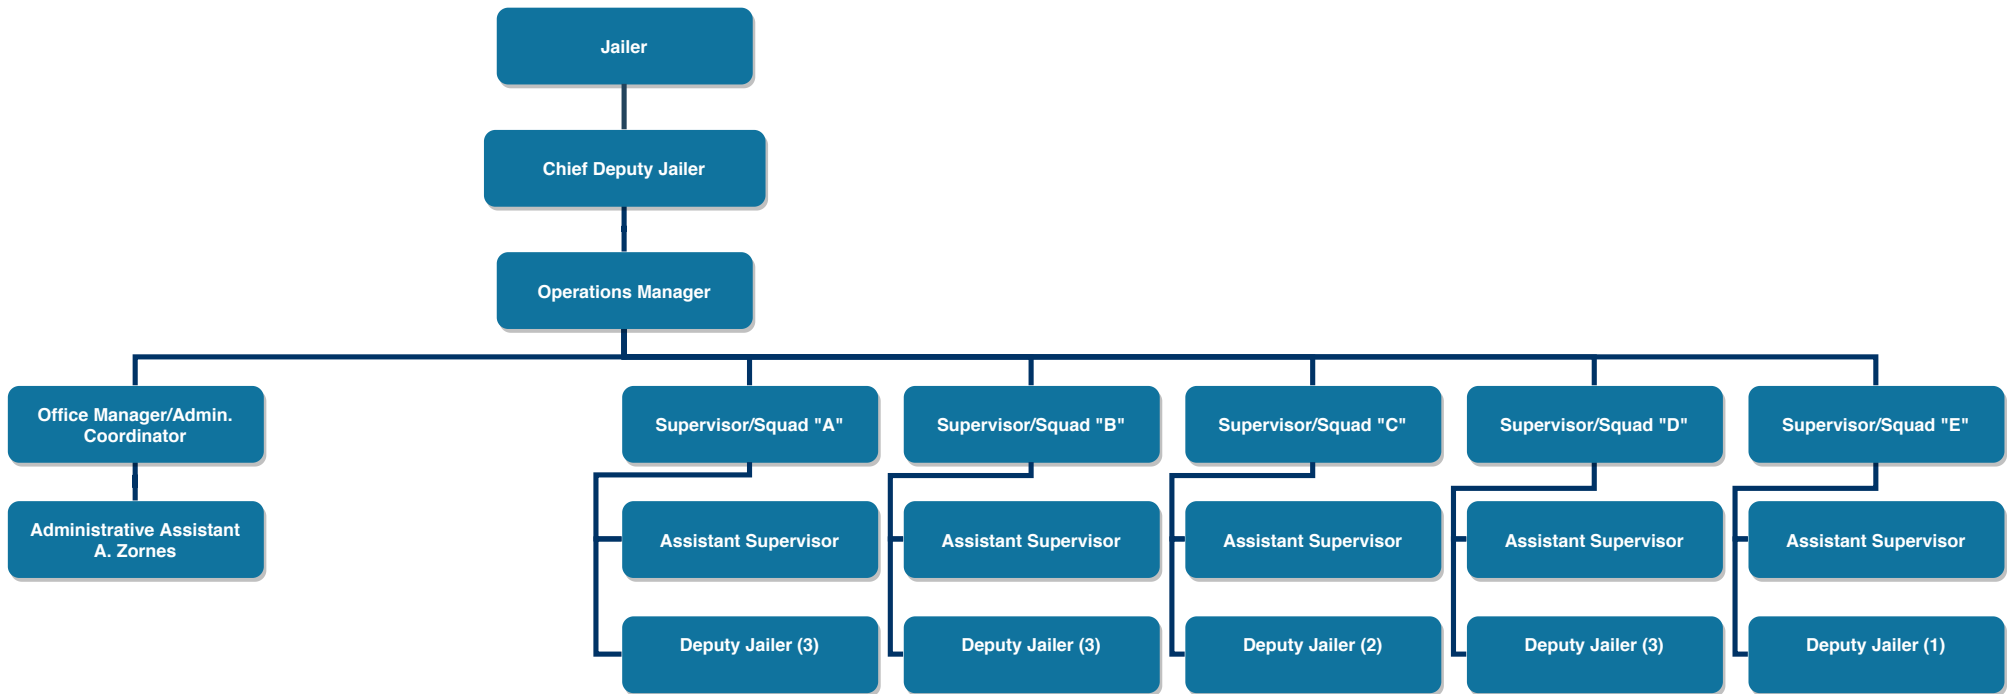 Jailer
Chief Deputy Jailer
Operations Manager
Office Manager/Admin.
Coordinator
Supervisor/Squad "A"
Supervisor/Squad "B"
Supervisor/Squad "C"
Supervisor/Squad "D"
Supervisor/Squad "E"
Administrative Assistant
A. Zornes
Assistant Supervisor
Assistant Supervisor
Assistant Supervisor
Assistant Supervisor
Assistant Supervisor
Deputy Jailer (3)
Deputy Jailer (3)
Deputy Jailer (2)
Deputy Jailer (3)
Deputy Jailer (1)